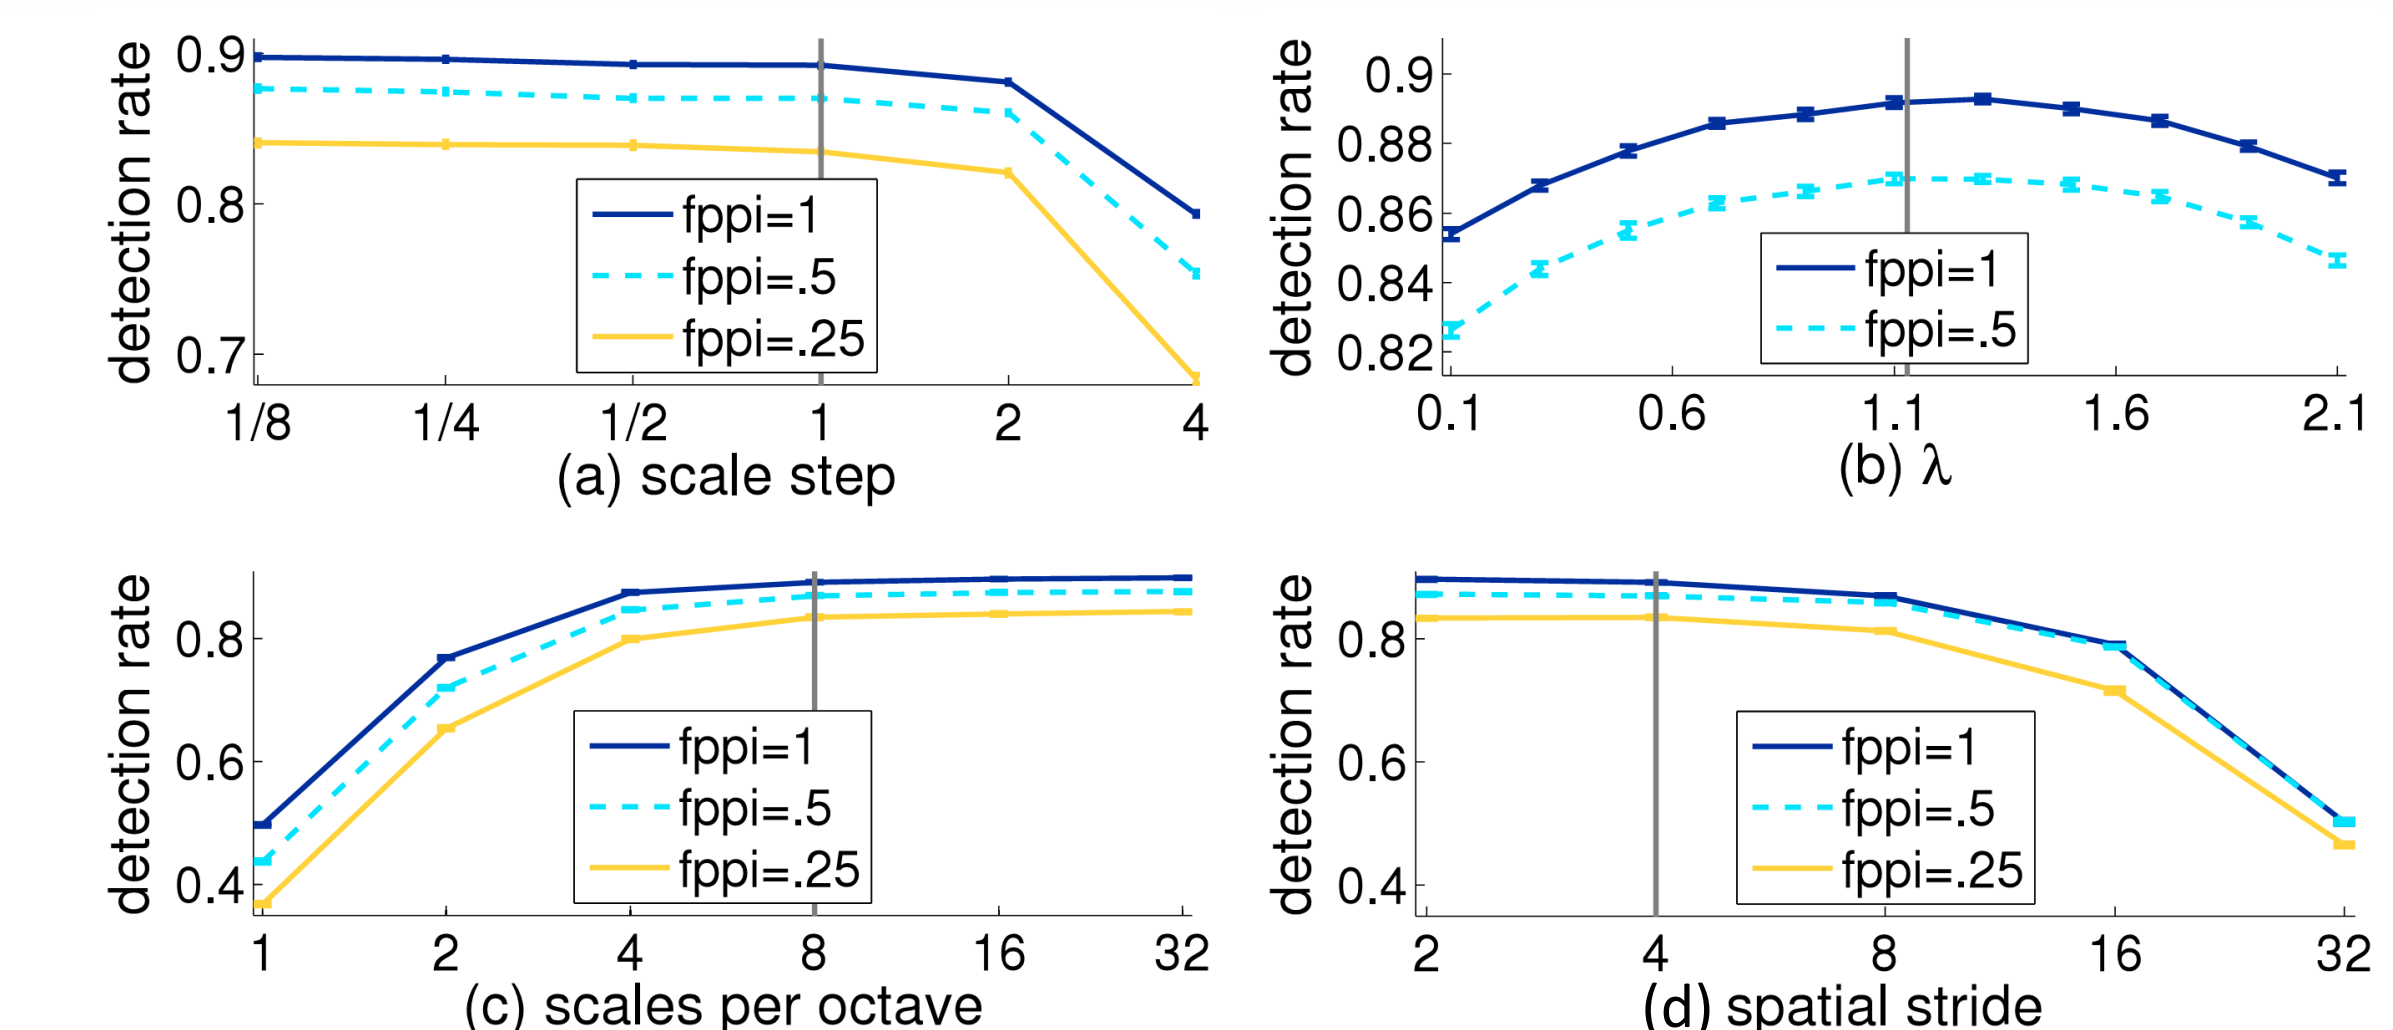 detection rate
0.9
0.8
0.7
fppi=1
fppi=.5
fppi=.25
1/8 1/4 1/2 1 2 4
(a) scale step
detection rate
0.9
0.88
0.86
0.84
0.82
fppi=1
fppi=.5
0.1 0.6 1.1 1.6 2.1
(b) λ
detection rate
0.8
0.6
0.4
fppi=1
fppi=.5
fppi=.25
1 2 4 8 16 32
(c) scales per octave
detection rate
0.8
0.6
0.4
fppi=1
fppi=.5
fppi=.25
2 4 8 16 32
(d) spatial stride